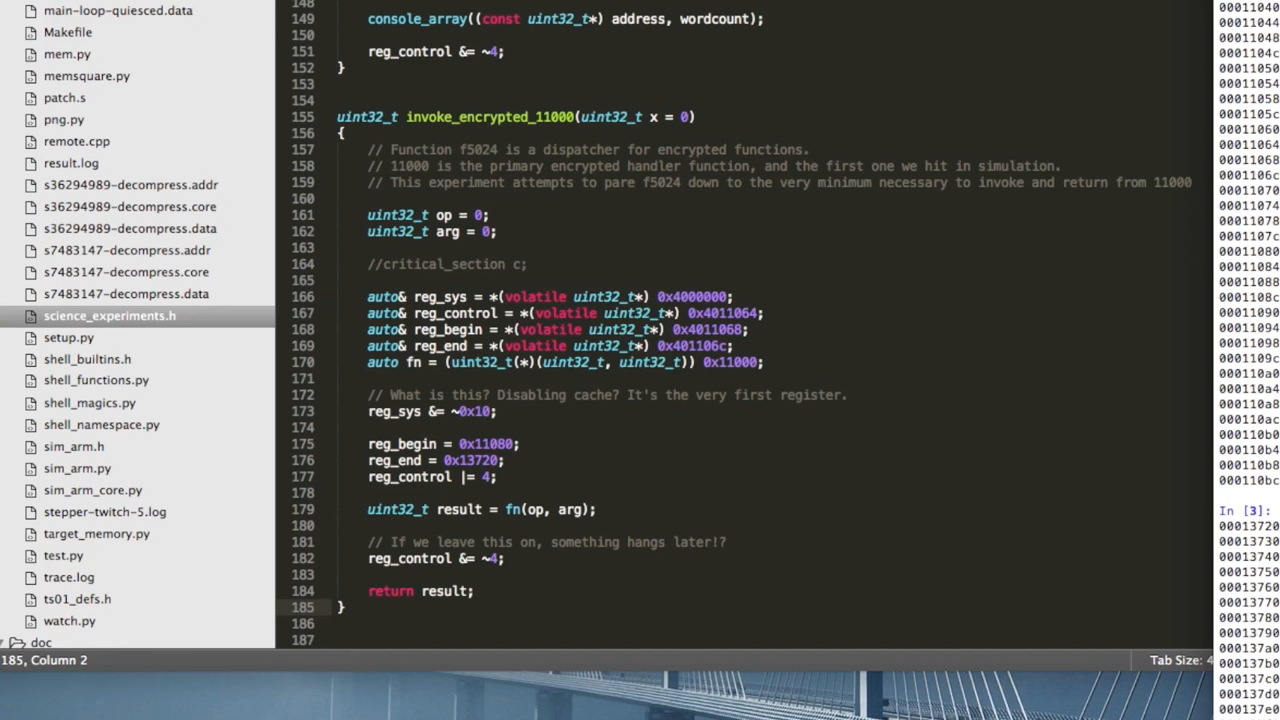 main-loop-quiesced.data
Makefile
mem.py
memsquare.py
patch.s
png.py
remote.cpp
result.log
s36294989-decompress.addr
s36294989-decompress.core
s36294989-decompress.data
s7483147-decompress.addr
s7483147-decompress.core
s7483147-decompress.data
science_experiments.h
setup.py
shell_builtins.h
shell_functions.py
shell_magics.py
shell_namespace.py
sim_arm.h
sim_arm.py
sim_arm_core.py
stepper-twitch-5.log
target_memory.py
test.py
trace.log
ts01_defs.h
watch.py
doc
148
149 console_array((const uint32_t*) address, wordcount);
150
151 reg_control &= ~4;
152 }
153
154
155 uint32_t invoke_encrypted_11000(uint32_t x = 0)
156 {
157 // Function f5024 is a dispatcher for encrypted functions.
158 // 11000 is the primary encrypted handler function, and the first one we hit in simulation.
159 // This experiment attempts to pare f5024 down to the very minimum necessary to invoke and return from 11000
160
161 uint32_t op = 0;
162 uint32_t arg = 0;
163
164 //critical_section c;
165
166 auto& reg_sys = *(volatile uint32_t*) 0x4000000;
167 auto& reg_control = *(volatile uint32_t*) 0x4011064;
168 auto& reg_begin = *(volatile uint32_t*) 0x4011068;
169 auto& reg_end = *(volatile uint32_t*) 0x401106c;
170 auto fn = (uint32_t(*)(uint32_t, uint32_t)) 0x11000;
171
172 // What is this? Disabling cache? It's the very first register.
173 reg_sys &= ~0x10;
174
175 reg_begin = 0x11080;
176 reg_end = 0x13720;
177 reg_control |= 4;
178
179 uint32_t result = fn(op, arg);
180
181 // If we leave this on, something hangs later!?
182 reg_control &= ~4;
183
184 return result;
185 }
186
187
185, Column 2
Tab Size: 4
00011040
00011044
00011048
0001104c
00011050
00011054
00011058
0001105c
00011060
00011064
00011068
0001106c
00011070
00011074
00011078
0001107c
00011080
00011084
00011088
0001108c
00011090
00011094
00011098
0001109c
000110a0
000110a4
000110a8
000110ac
000110b0
000110b4
000110b8
000110bc
In [3]:
00013720
00013730
00013740
00013750
00013760
00013770
00013780
00013790
000137a0
000137b0
000137c0
000137d0
000137e0